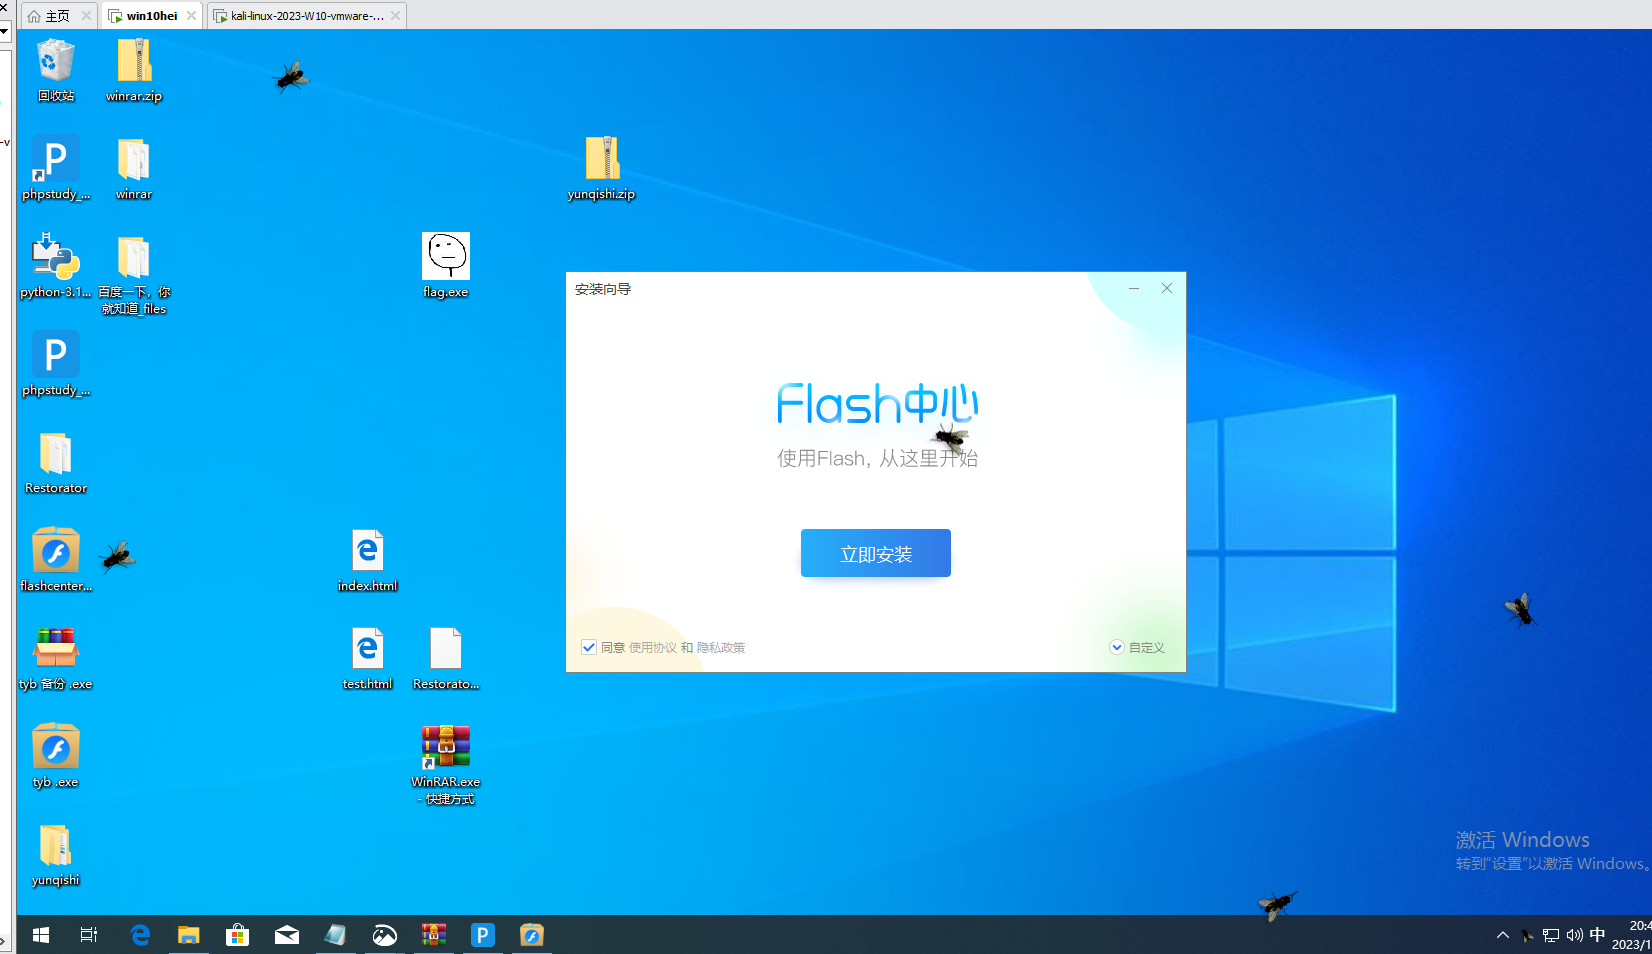 主页
win10hei
kali-linux-2023-W10-vmware-...
-v
回收站
winrar.zip
phpstudy_...
winrar
yunqishi.zip
python-3.1...
百度一下，你
就知道_files
flag.exe
安装向导
Flash中心
使用Flash，从这里开始
立即安装
同意 使用协议 和 隐私政策
自定义
phpstudy_...
Restorator
flashcenter...
index.html
tyb 备份 .exe
test.html
Restorato...
tyb .exe
WinRAR.exe
- 快捷方式
yunqishi
激活 Windows
转到"设置"以激活 Windows。
中
20:4
2023/1